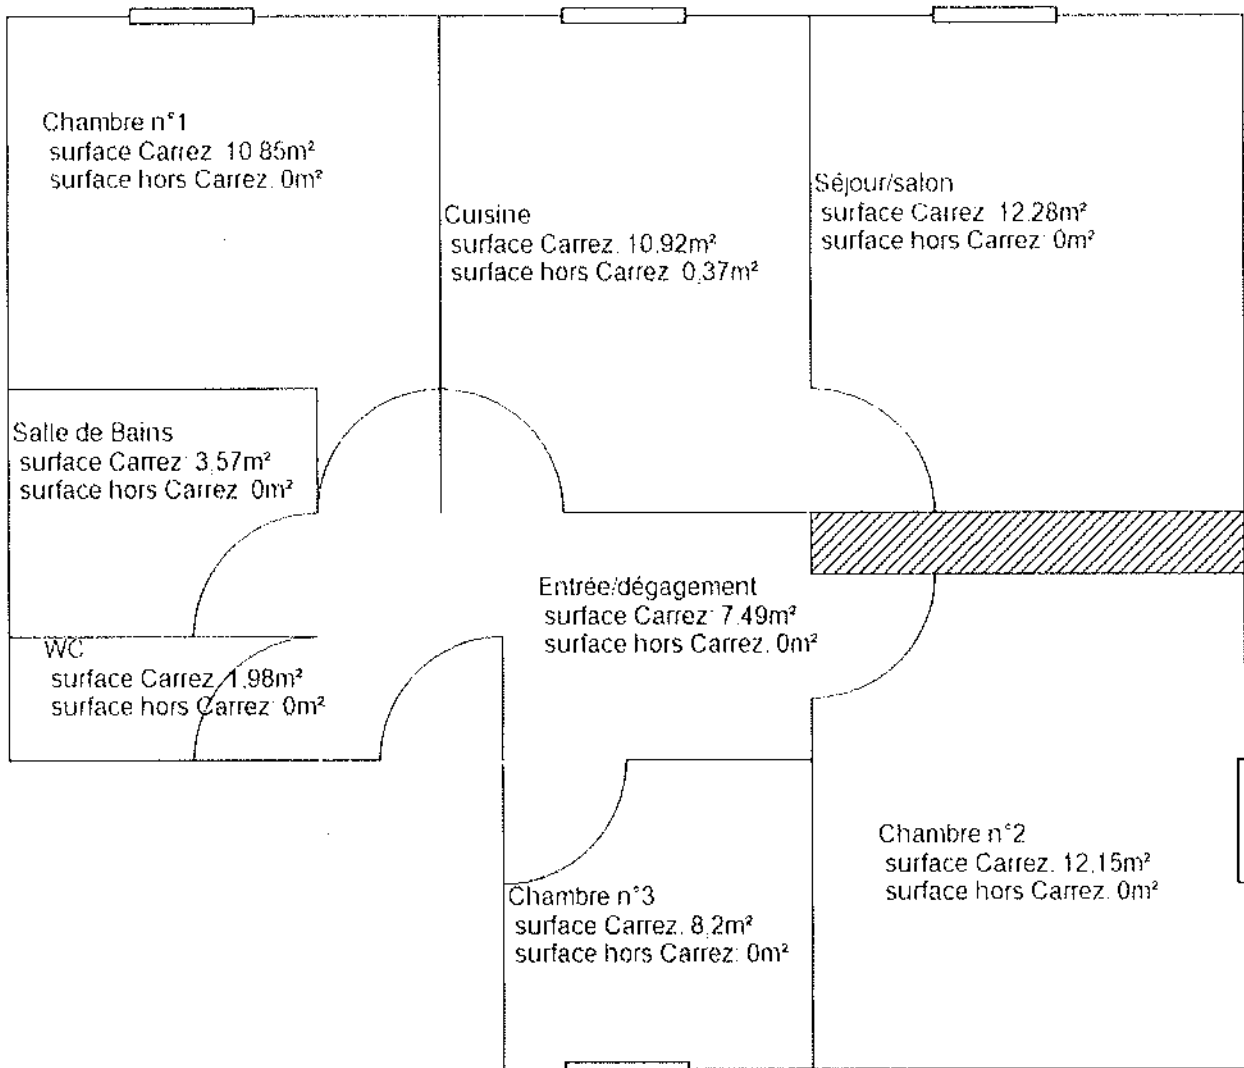 Chambre n°1
surface Carrez 10.85m²
surface hors Carrez. 0m²
Cuisine
surface Carrez. 10.92m²
surface hors Carrez 0,37m²
Séjour/salon
surface Carrez 12.28m²
surface hors Carrez 0m²
Salle de Bains
surface Carrez 3,57m²
surface hors Carrez 0m²
Entrée/dégagement
surface Carrez 7.49m²
surface hors Carrez. 0m²
WC
surface Carrez 1,98m²
surface hors Carrez 0m²
Chambre n°2
surface Carrez. 12,15m²
surface hors Carrez. 0m²
Chambre n°3
surface Carrez. 8,2m²
surface hors Carrez: 0m²